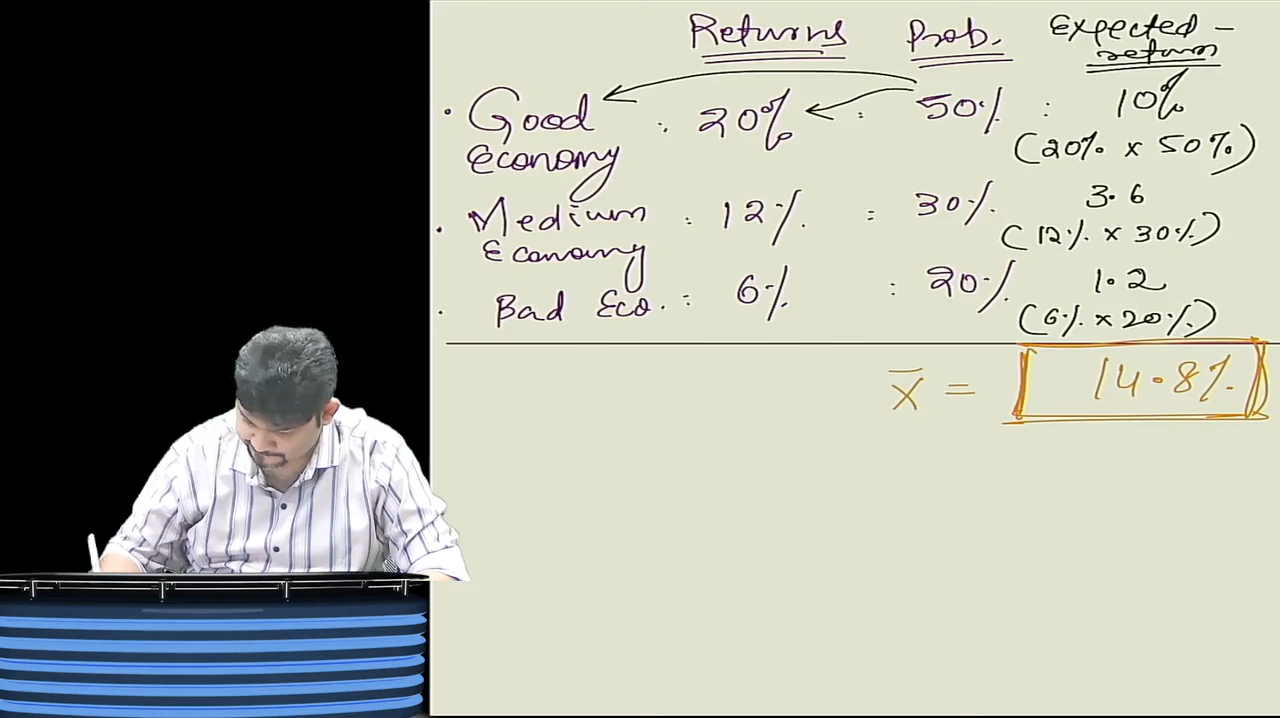 Returns Prob. Expected-
return
• Good : 20% : 50% : 10%
Economy (20% x 50%)
• Medium : 12% : 30% 3.6
Economy (12% x 30%)
• Bad Eco. : 6% : 20% 1.2
(6% x 20%)
x̄ = 14.8%